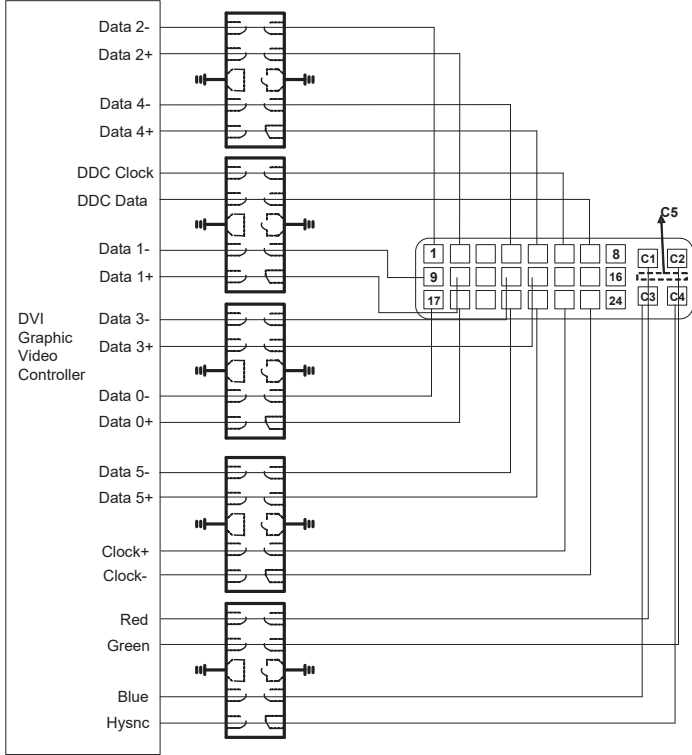 Data 2-
Data 2+
Data 4-
Data 4+
DDC Clock
DDC Data
Data 1-
Data 1+
DVI
Graphic
Video
Controller
Data 3-
Data 3+
Data 0-
Data 0+
Data 5-
Data 5+
Clock+
Clock-
Red
Green
Blue
Hysnc
C5
1 8 C1 C2
9 16
17 24 C3 C4